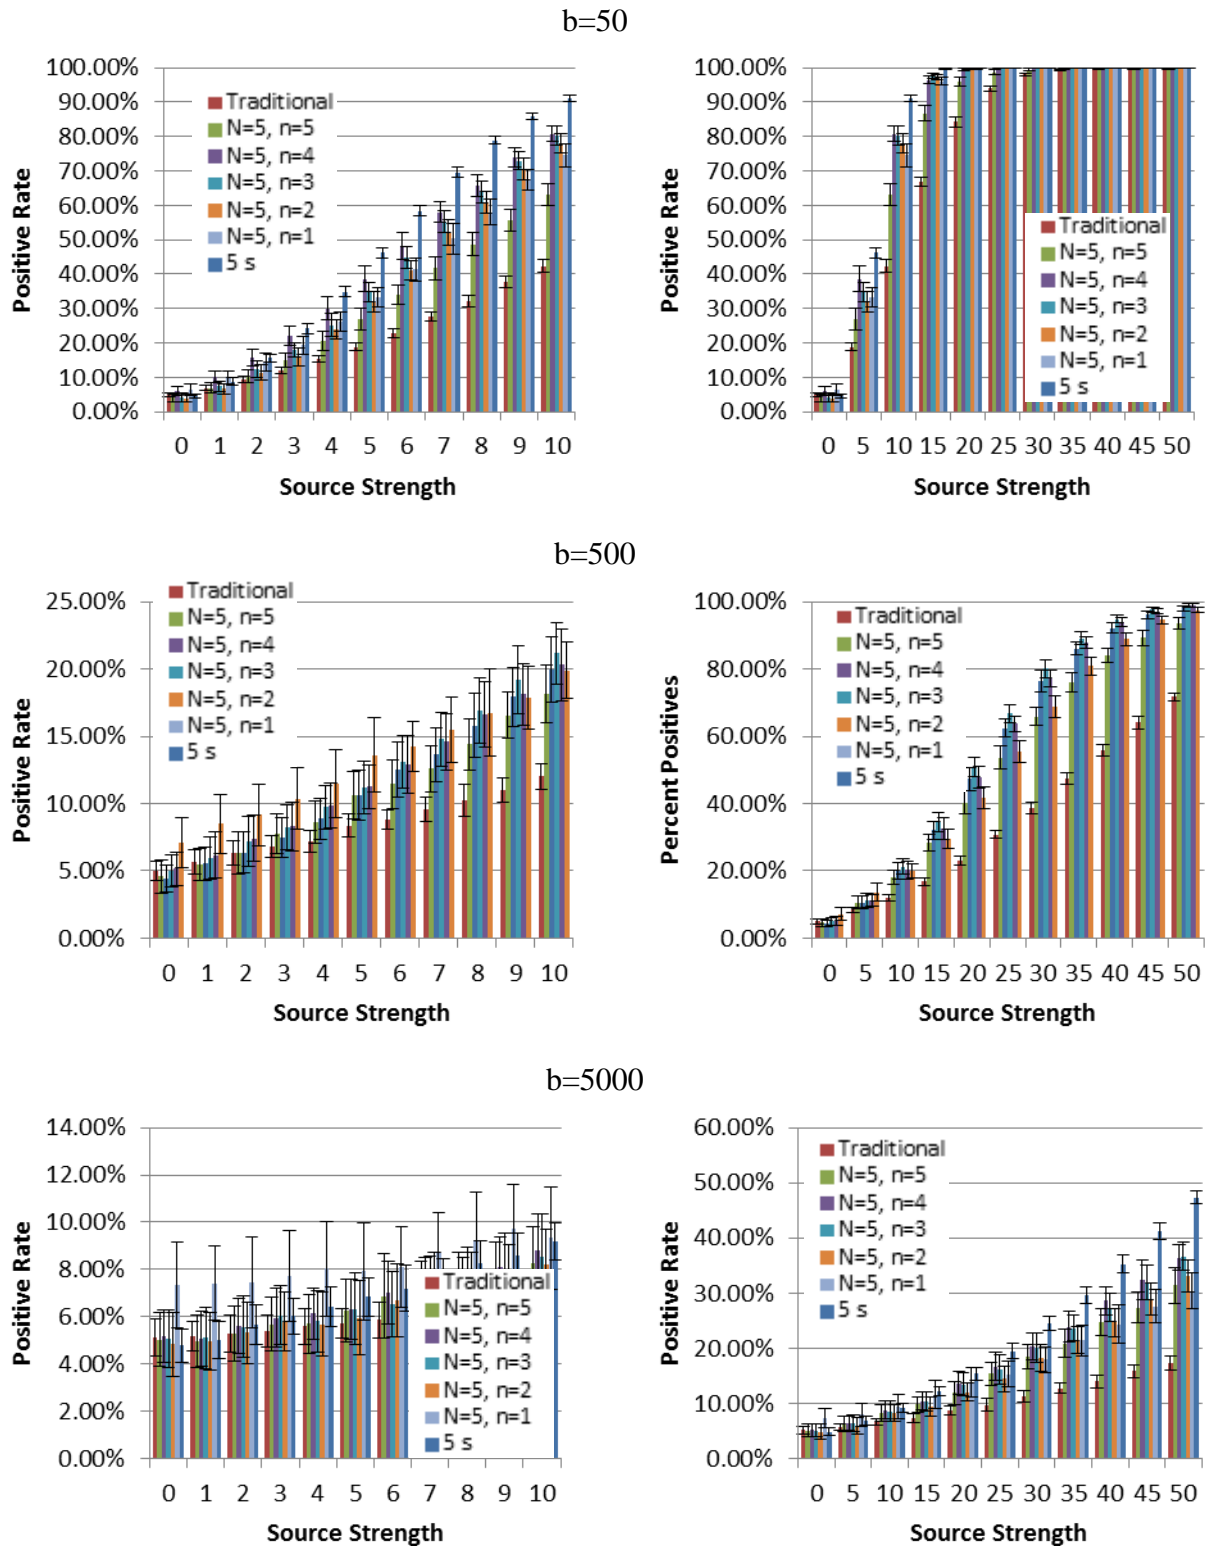 b=50
100.00%
90.00%
80.00%
70.00%
60.00%
50.00%
40.00%
30.00%
20.00%
10.00%
0.00%
Positive Rate
Traditional
N=5, n=5
N=5, n=4
N=5, n=3
N=5, n=2
N=5, n=1
5 s
0 1 2 3 4 5 6 7 8 9 10
Source Strength
100.00%
90.00%
80.00%
70.00%
60.00%
50.00%
40.00%
30.00%
20.00%
10.00%
0.00%
Positive Rate
Traditional
N=5, n=5
N=5, n=4
N=5, n=3
N=5, n=2
N=5, n=1
5 s
0 5 10 15 20 25 30 35 40 45 50
Source Strength
b=500
25.00%
20.00%
15.00%
10.00%
5.00%
0.00%
Positive Rate
Traditional
N=5, n=5
N=5, n=4
N=5, n=3
N=5, n=2
N=5, n=1
5 s
0 1 2 3 4 5 6 7 8 9 10
Source Strength
100.00%
80.00%
60.00%
40.00%
20.00%
0.00%
Percent Positives
Traditional
N=5, n=5
N=5, n=4
N=5, n=3
N=5, n=2
N=5, n=1
5 s
0 5 10 15 20 25 30 35 40 45 50
Source Strength
b=5000
14.00%
12.00%
10.00%
8.00%
6.00%
4.00%
2.00%
0.00%
Positive Rate
Traditional
N=5, n=5
N=5, n=4
N=5, n=3
N=5, n=2
N=5, n=1
5 s
0 1 2 3 4 5 6 7 8 9 10
Source Strength
60.00%
50.00%
40.00%
30.00%
20.00%
10.00%
0.00%
Positive Rate
Traditional
N=5, n=5
N=5, n=4
N=5, n=3
N=5, n=2
N=5, n=1
5 s
0 5 10 15 20 25 30 35 40 45 50
Source Strength